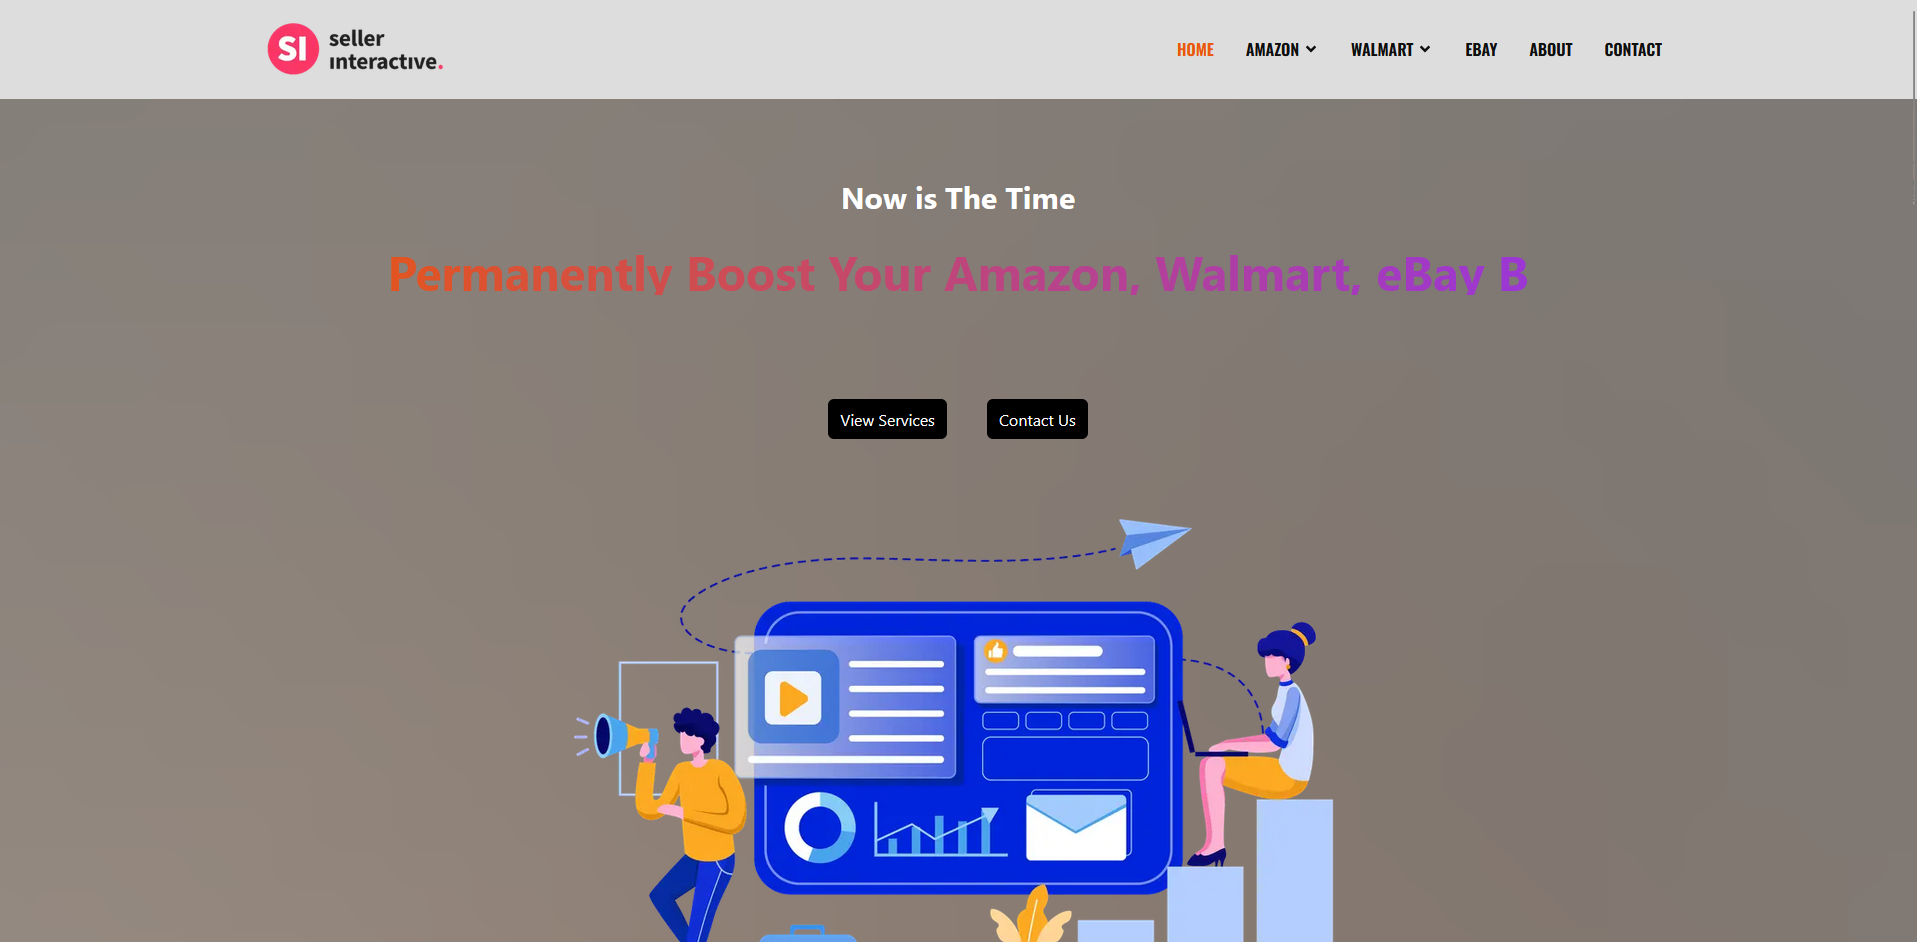 SI
seller
interactive.
HOME AMAZON WALMART EBAY ABOUT CONTACT
Now is The Time
Permanently Boost Your Amazon, Walmart, eBay B
View Services Contact Us